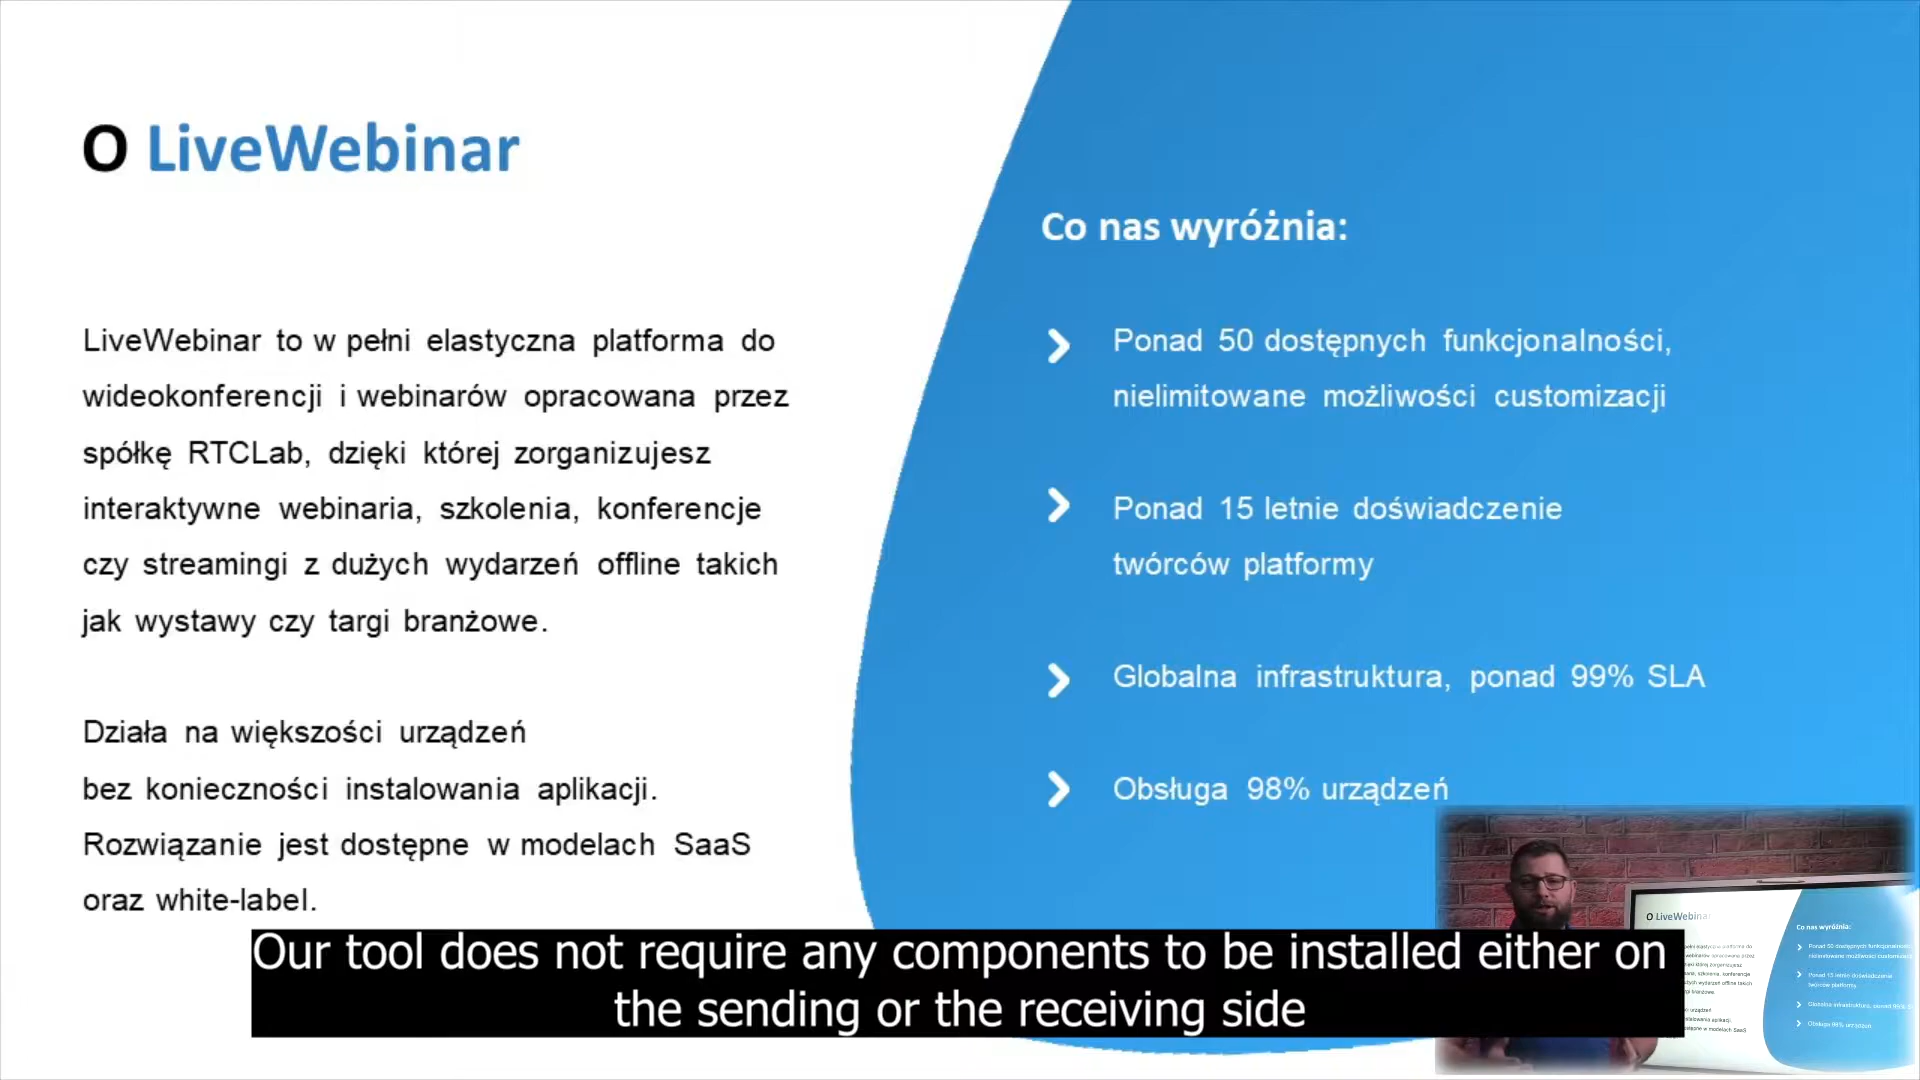 O LiveWebinar
LiveWebinar to w pełni elastyczna platforma do
wideokonferencji i webinarów opracowana przez
spółkę RTCLab, dzięki której zorganizujesz
interaktywne webinaria, szkolenia, konferencje
czy streamingi z dużych wydarzeń offline takich
jak wystawy czy targi branżowe.
Działa na większości urządzeń
bez konieczności instalowania aplikacji.
Rozwiązanie jest dostępne w modelach SaaS
oraz white-label.
Co nas wyróżnia:
Ponad 50 dostępnych funkcjonalności,
nielimitowane możliwości customizacji
Ponad 15 letnie doświadczenie
twórców platformy
Globalna infrastruktura, ponad 99% SLA
Obsługa 98% urządzeń
O LiveWebinar
Co nas wyróżnia:
Our tool does not require any components to be installed either on
the sending or the receiving side